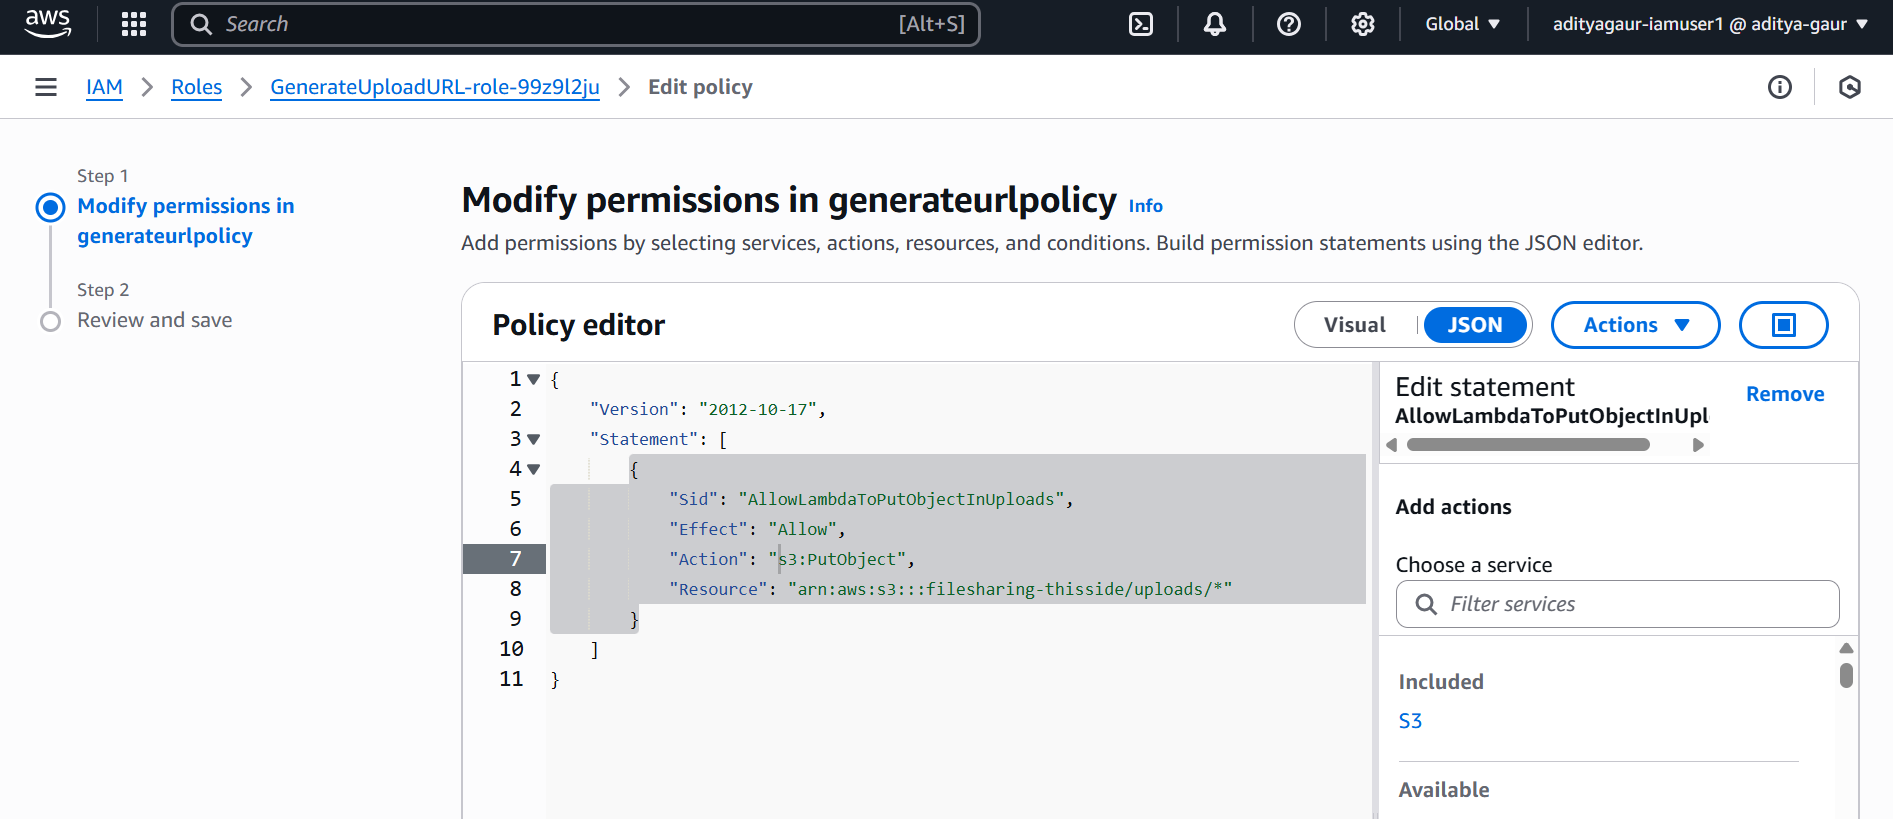 aws
Search
[Alt+S]
Global
adityagaur-iamuser1 @ aditya-gaur
IAM
Roles
GenerateUploadURL-role-99z9l2ju
Edit policy
Step 1
Modify permissions in
generateurlpolicy
Step 2
Review and save
Modify permissions in generateurlpolicy Info
Add permissions by selecting services, actions, resources, and conditions. Build permission statements using the JSON editor.
Policy editor
Visual
JSON
Actions
1 {
2 "Version": "2012-10-17",
3 "Statement": [
4 {
5 "Sid": "AllowLambdaToPutObjectInUploads",
6 "Effect": "Allow",
7 "Action": "s3:PutObject",
8 "Resource": "arn:aws:s3:::filesharing-thisside/uploads/*"
9 }
10 ]
11 }
Edit statement
Remove
AllowLambdaToPutObjectInUpl
Add actions
Choose a service
Filter services
Included
S3
Available